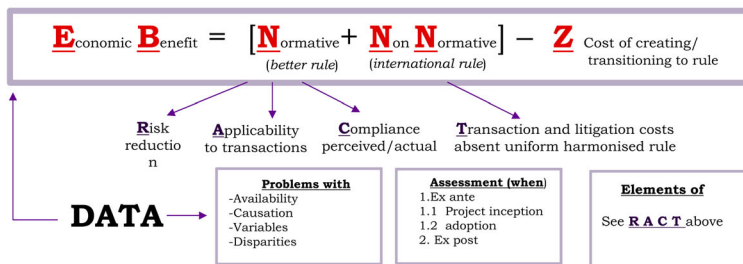 Economic Benefit = [Normative+ Non Normative] – Z Cost of creating/
(better rule) (international rule) transitioning to rule
Risk
reductio
n
Applicability
to transactions
Compliance
perceived/actual
Transaction and litigation costs
absent uniform harmonised rule
DATA
Problems with
-Availability
-Causation
-Variables
-Disparities
Assessment (when)
1.Ex ante
1.1 Project inception
1.2 adoption
2. Ex post
Elements of
See R A C T above